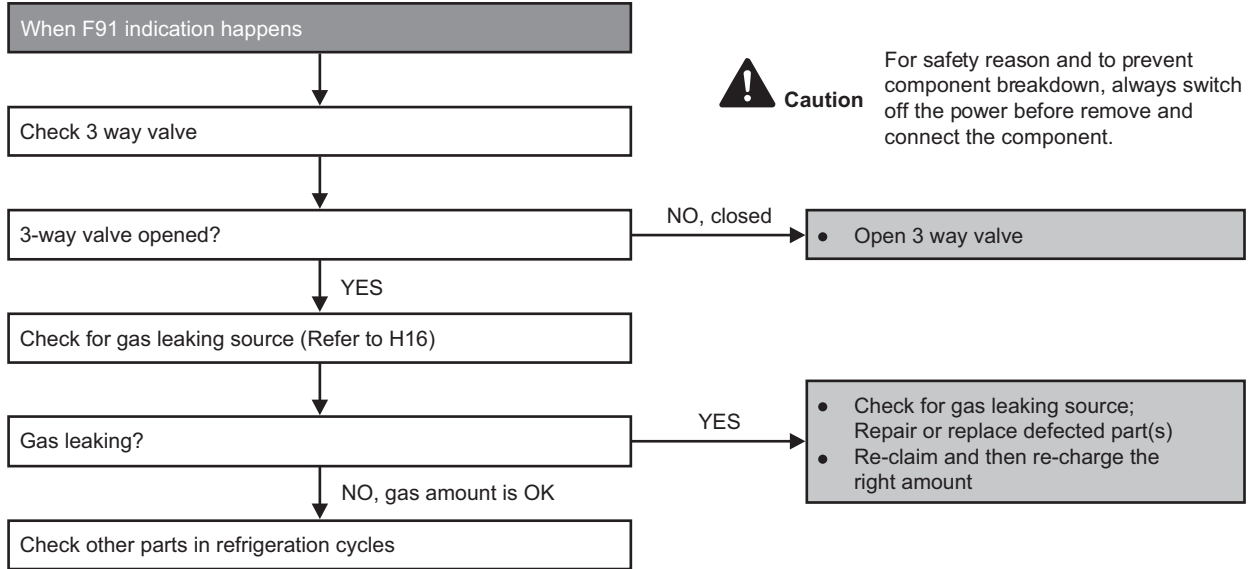 When F91 indication happens
Caution
For safety reason and to prevent
component breakdown, always switch
off the power before remove and
connect the component.
Check 3 way valve
3-way valve opened?
NO, closed
● Open 3 way valve
YES
Check for gas leaking source (Refer to H16)
Gas leaking?
YES
● Check for gas leaking source;
Repair or replace defected part(s)
● Re-claim and then re-charge the
right amount
NO, gas amount is OK
Check other parts in refrigeration cycles